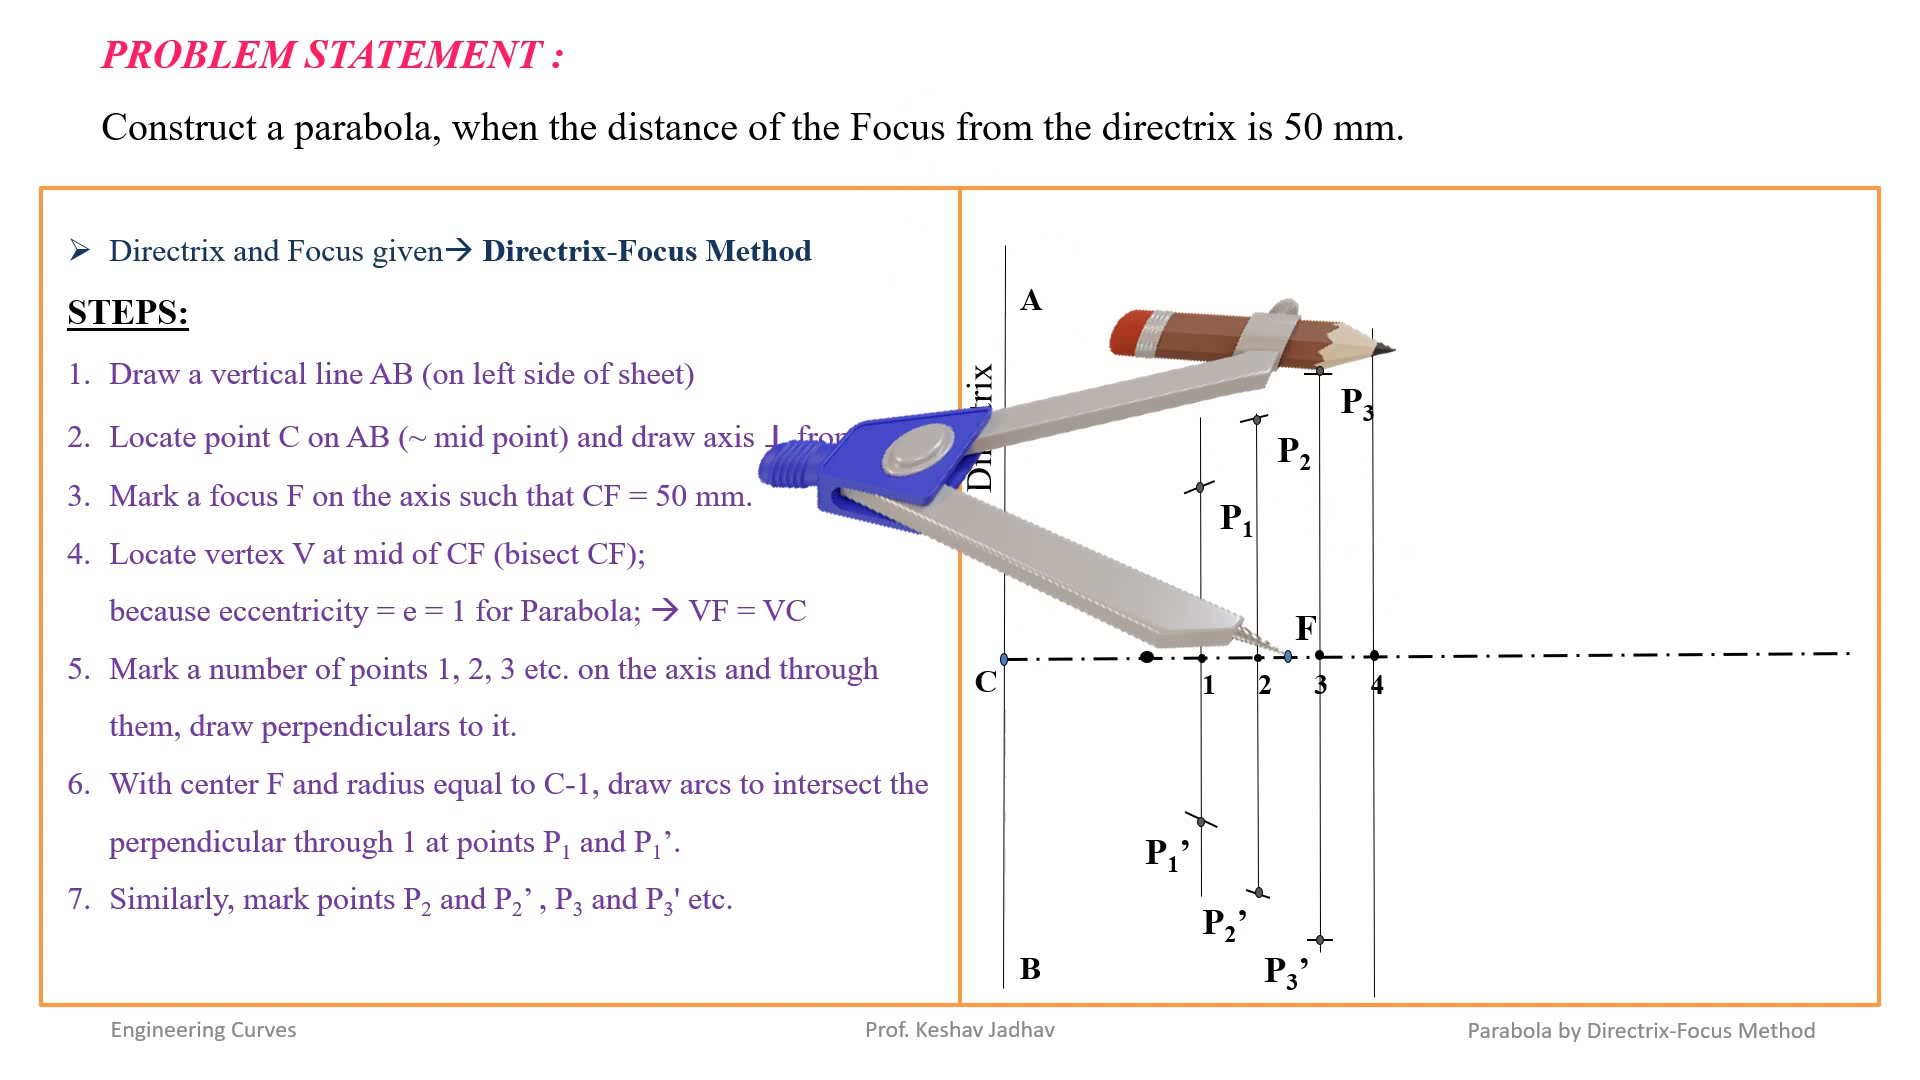 PROBLEM STATEMENT :
Construct a parabola, when the distance of the Focus from the directrix is 50 mm.
➢ Directrix and Focus given→ Directrix-Focus Method
STEPS:
1. Draw a vertical line AB (on left side of sheet)
2. Locate point C on AB (~ mid point) and draw axis ⊥
3. Mark a focus F on the axis such that CF = 50 mm.
4. Locate vertex V at mid of CF (bisect CF);
because eccentricity = e = 1 for Parabola; → VF = VC
5. Mark a number of points 1, 2, 3 etc. on the axis and through
them, draw perpendiculars to it.
6. With center F and radius equal to C-1, draw arcs to intersect the
perpendicular through 1 at points P₁ and P₁’.
7. Similarly, mark points P₂ and P₂’ , P₃ and P₃' etc.
A
P₃
P₂
P₁
F
C
1 2 3 4
P₁’
P₂’
P₃’
B
Engineering Curves
Prof. Keshav Jadhav
Parabola by Directrix-Focus Method